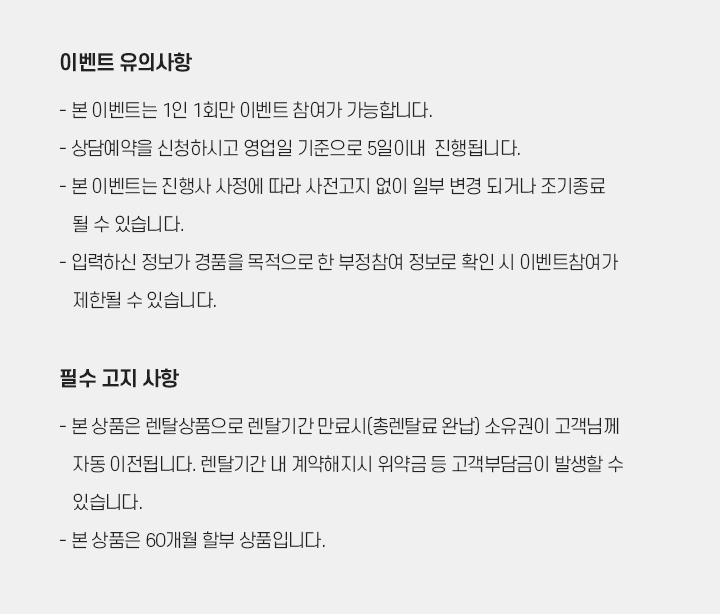 이벤트 유의사항
- 본 이벤트는 1인 1회만 이벤트 참여가 가능합니다.
- 상담예약을 신청하시고 영업일 기준으로 5일이내  진행됩니다.
- 본 이벤트는 진행사 사정에 따라 사전고지 없이 일부 변경 되거나 조기종료
될 수 있습니다.
- 입력하신 정보가 경품을 목적으로 한 부정참여 정보로 확인 시 이벤트참여가
제한될 수 있습니다.
필수 고지 사항
- 본 상품은 렌탈상품으로 렌탈기간 만료시(총렌탈료 완납) 소유권이 고객님께
자동 이전됩니다. 렌탈기간 내 계약해지시 위약금 등 고객부담금이 발생할 수
있습니다.
- 본 상품은 60개월 할부 상품입니다.